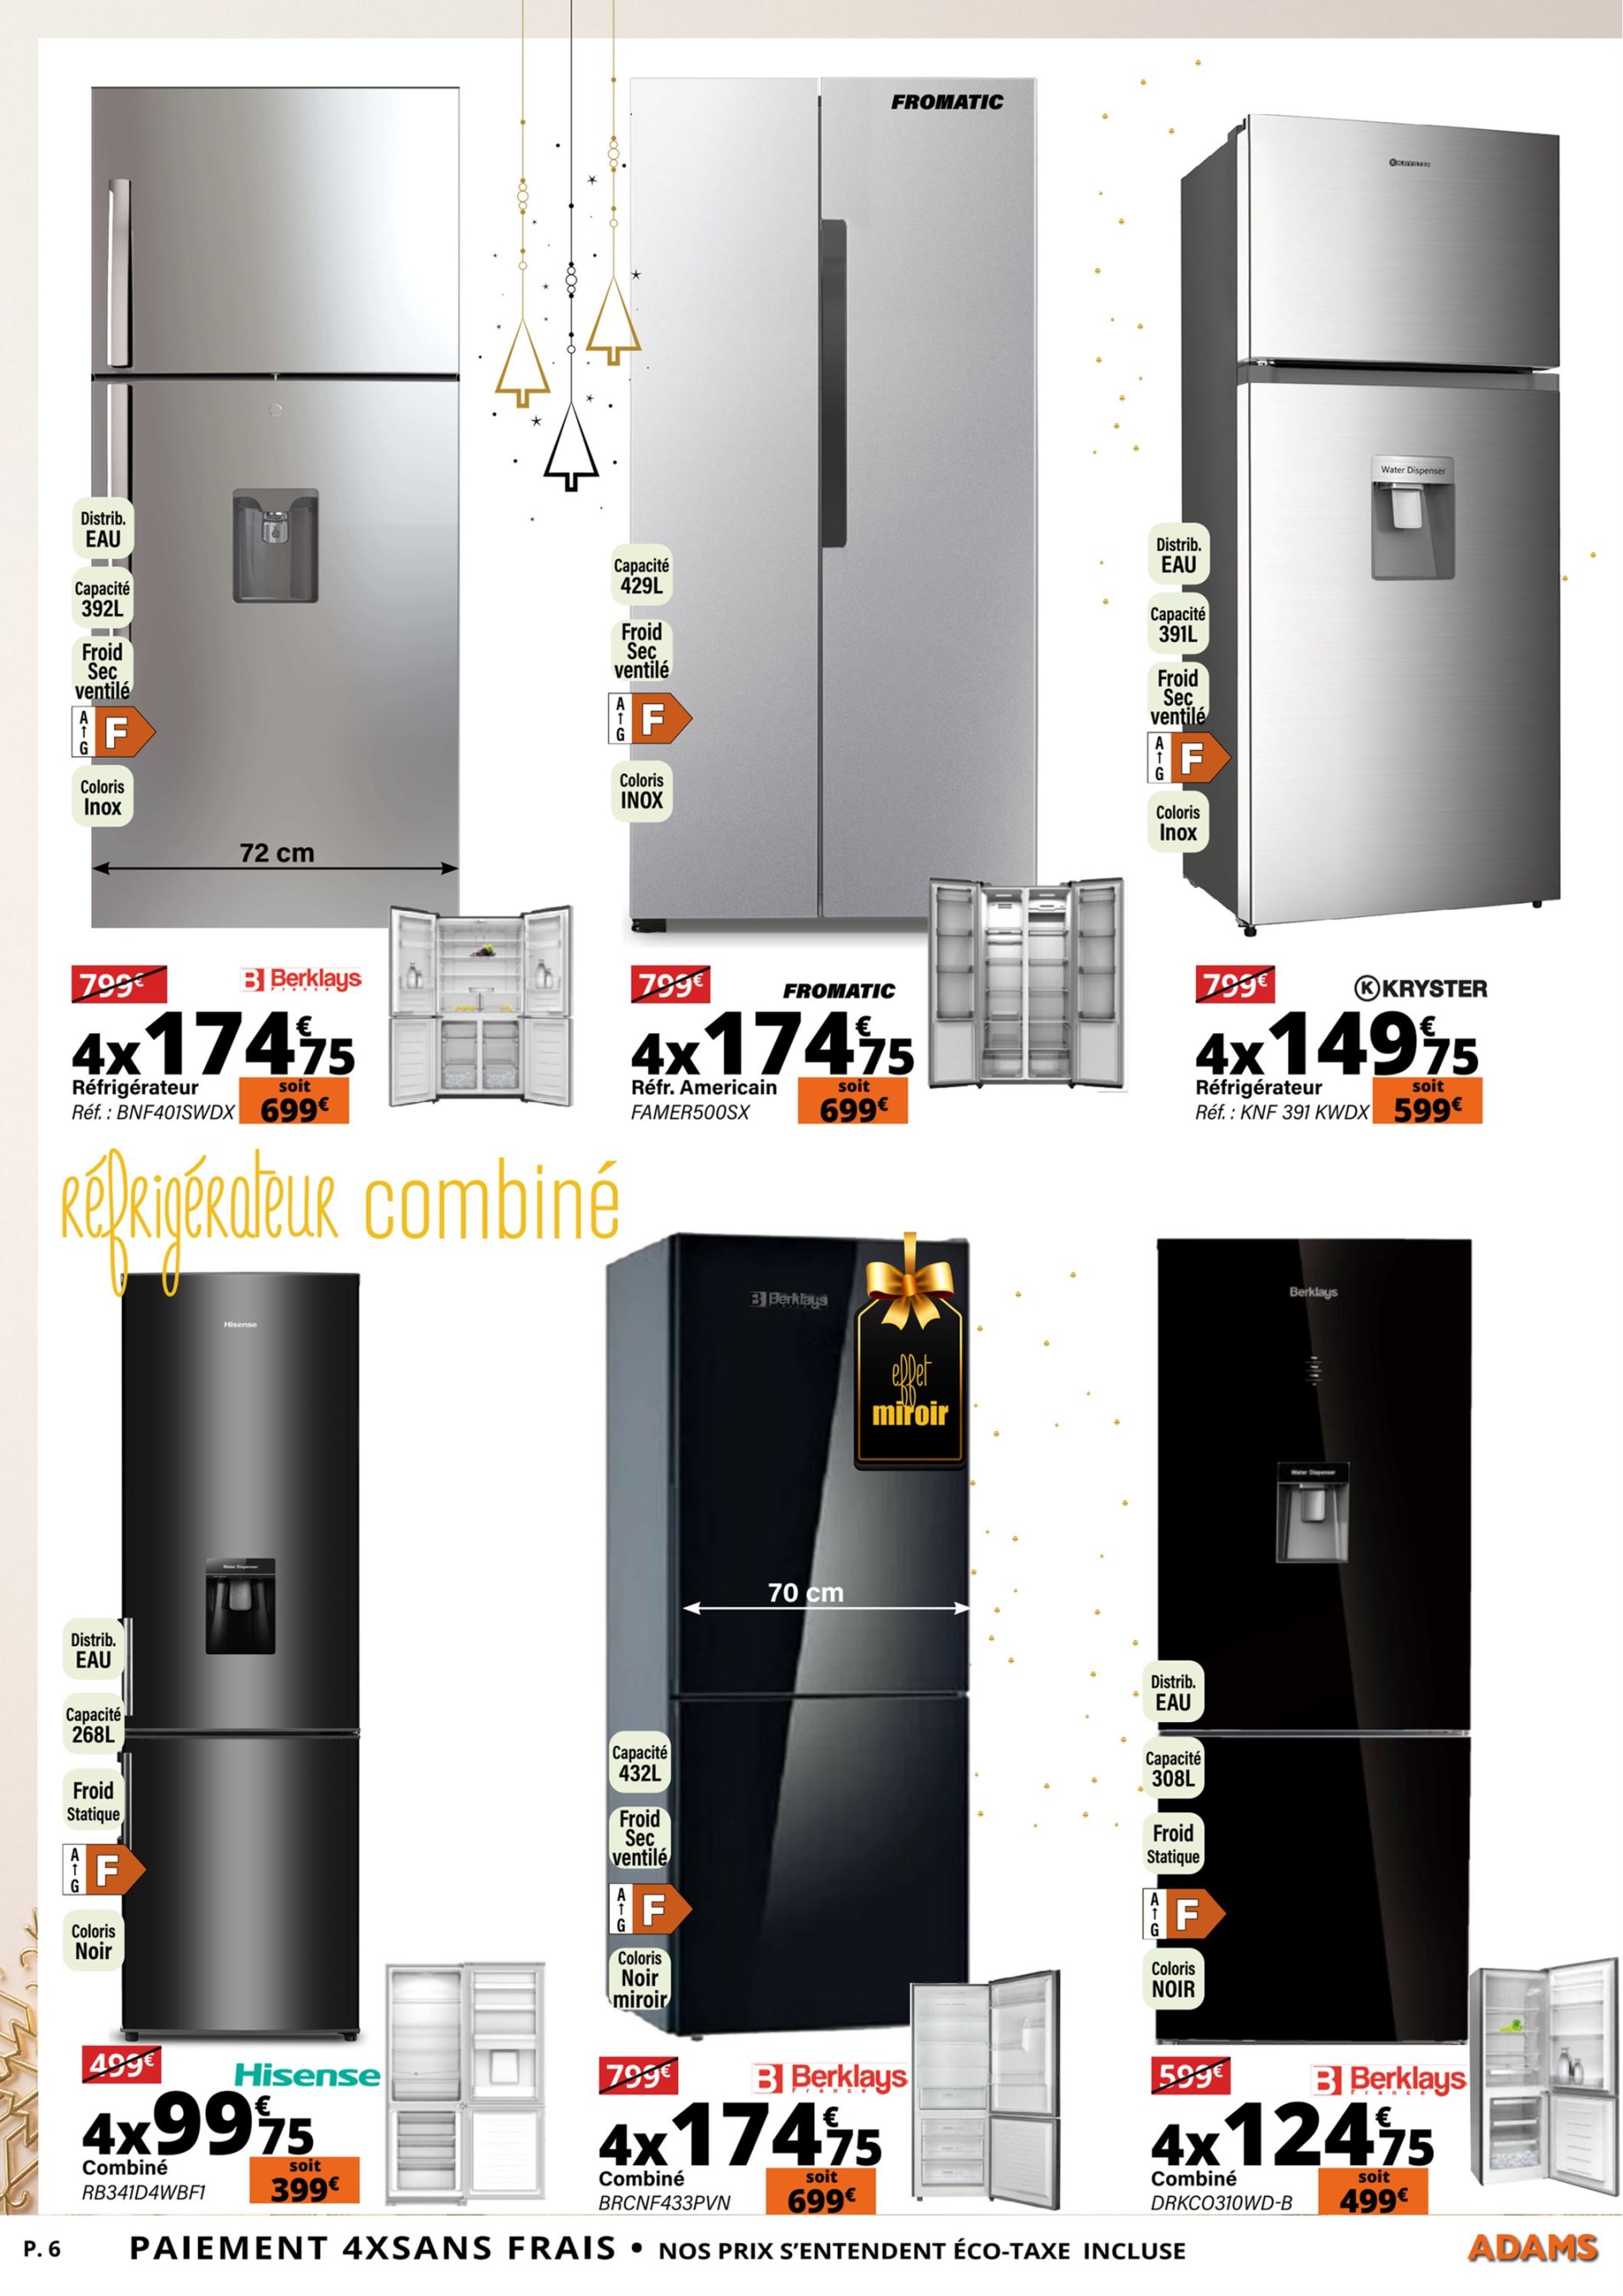 FROMATIC
KRYSTER
Water Dispenser
Distrib.
EAU
Capacité
392L
Froid
Sec
ventilé
A
↑
G
F
Coloris
Inox
72 cm
Capacité
429L
Froid
Sec
ventilé
A
↑
G
F
Coloris
INOX
Distrib.
EAU
Capacité
391L
Froid
Sec
ventilé
A
↑
G
F
Coloris
Inox
799€
Berklays
France
4x174€75
Réfrigérateur
Réf. : BNF401SWDX
soit
699€
799€
FROMATIC
4x174€75
Réfr. Americain
FAMER500SX
soit
699€
799€
KRYSTER
4x149€75
Réfrigérateur
Réf. : KNF 391 KWDX
soit
599€
Réfrigérateur combiné
Hisense
Water Dispenser
Distrib.
EAU
Capacité
268L
Froid
Statique
A
↑
G
F
Coloris
Noir
Berklays
effet
miroir
70 cm
Capacité
432L
Froid
Sec
ventilé
A
↑
G
F
Coloris
Noir
miroir
Berklays
Water Dispenser
Distrib.
EAU
Capacité
308L
Froid
Statique
A
↑
G
F
Coloris
NOIR
499€
Hisense
4x99€75
Combiné
RB341D4WBF1
soit
399€
799€
Berklays
France
4x174€75
Combiné
BRCNF433PVN
soit
699€
599€
Berklays
France
4x124€75
Combiné
DRKCO310WD-B
soit
499€
P. 6
PAIEMENT 4XSANS FRAIS • NOS PRIX S'ENTENDENT ÉCO-TAXE INCLUSE
ADAMS